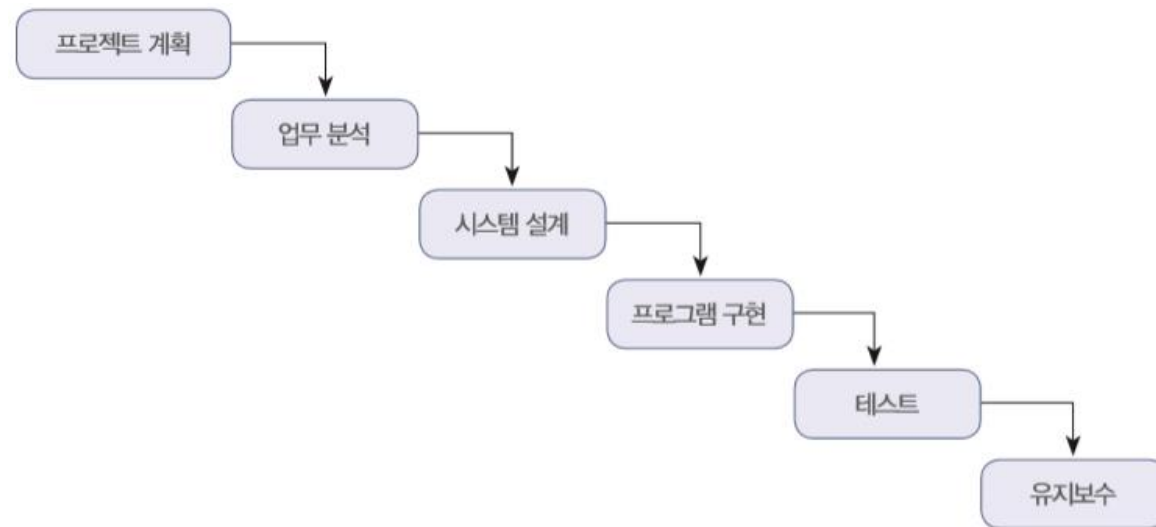 프로젝트 계획
업무 분석
시스템 설계
프로그램 구현
테스트
유지보수